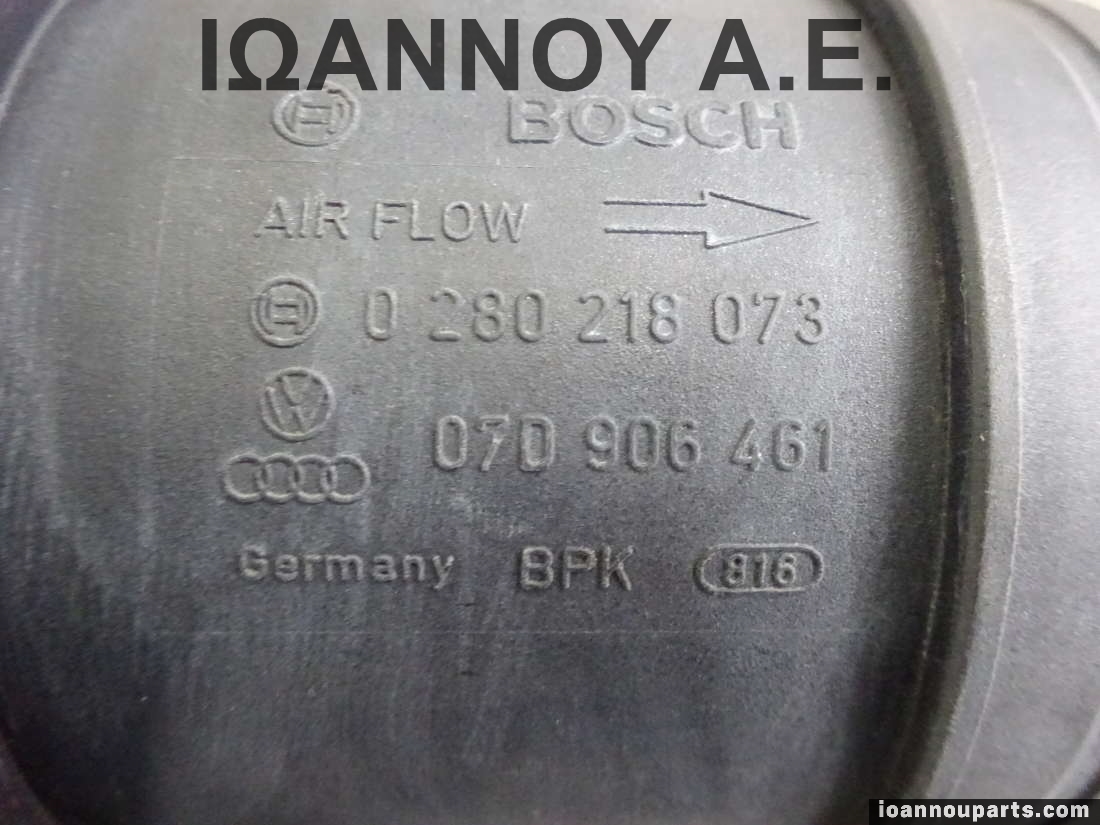 ΙΩΑΝΝΟΥ Α.Ε.
BOSCH
AIR FLOW
0 280 218 073
07D 906 461
Germany BPK 816
ioannouparts.com